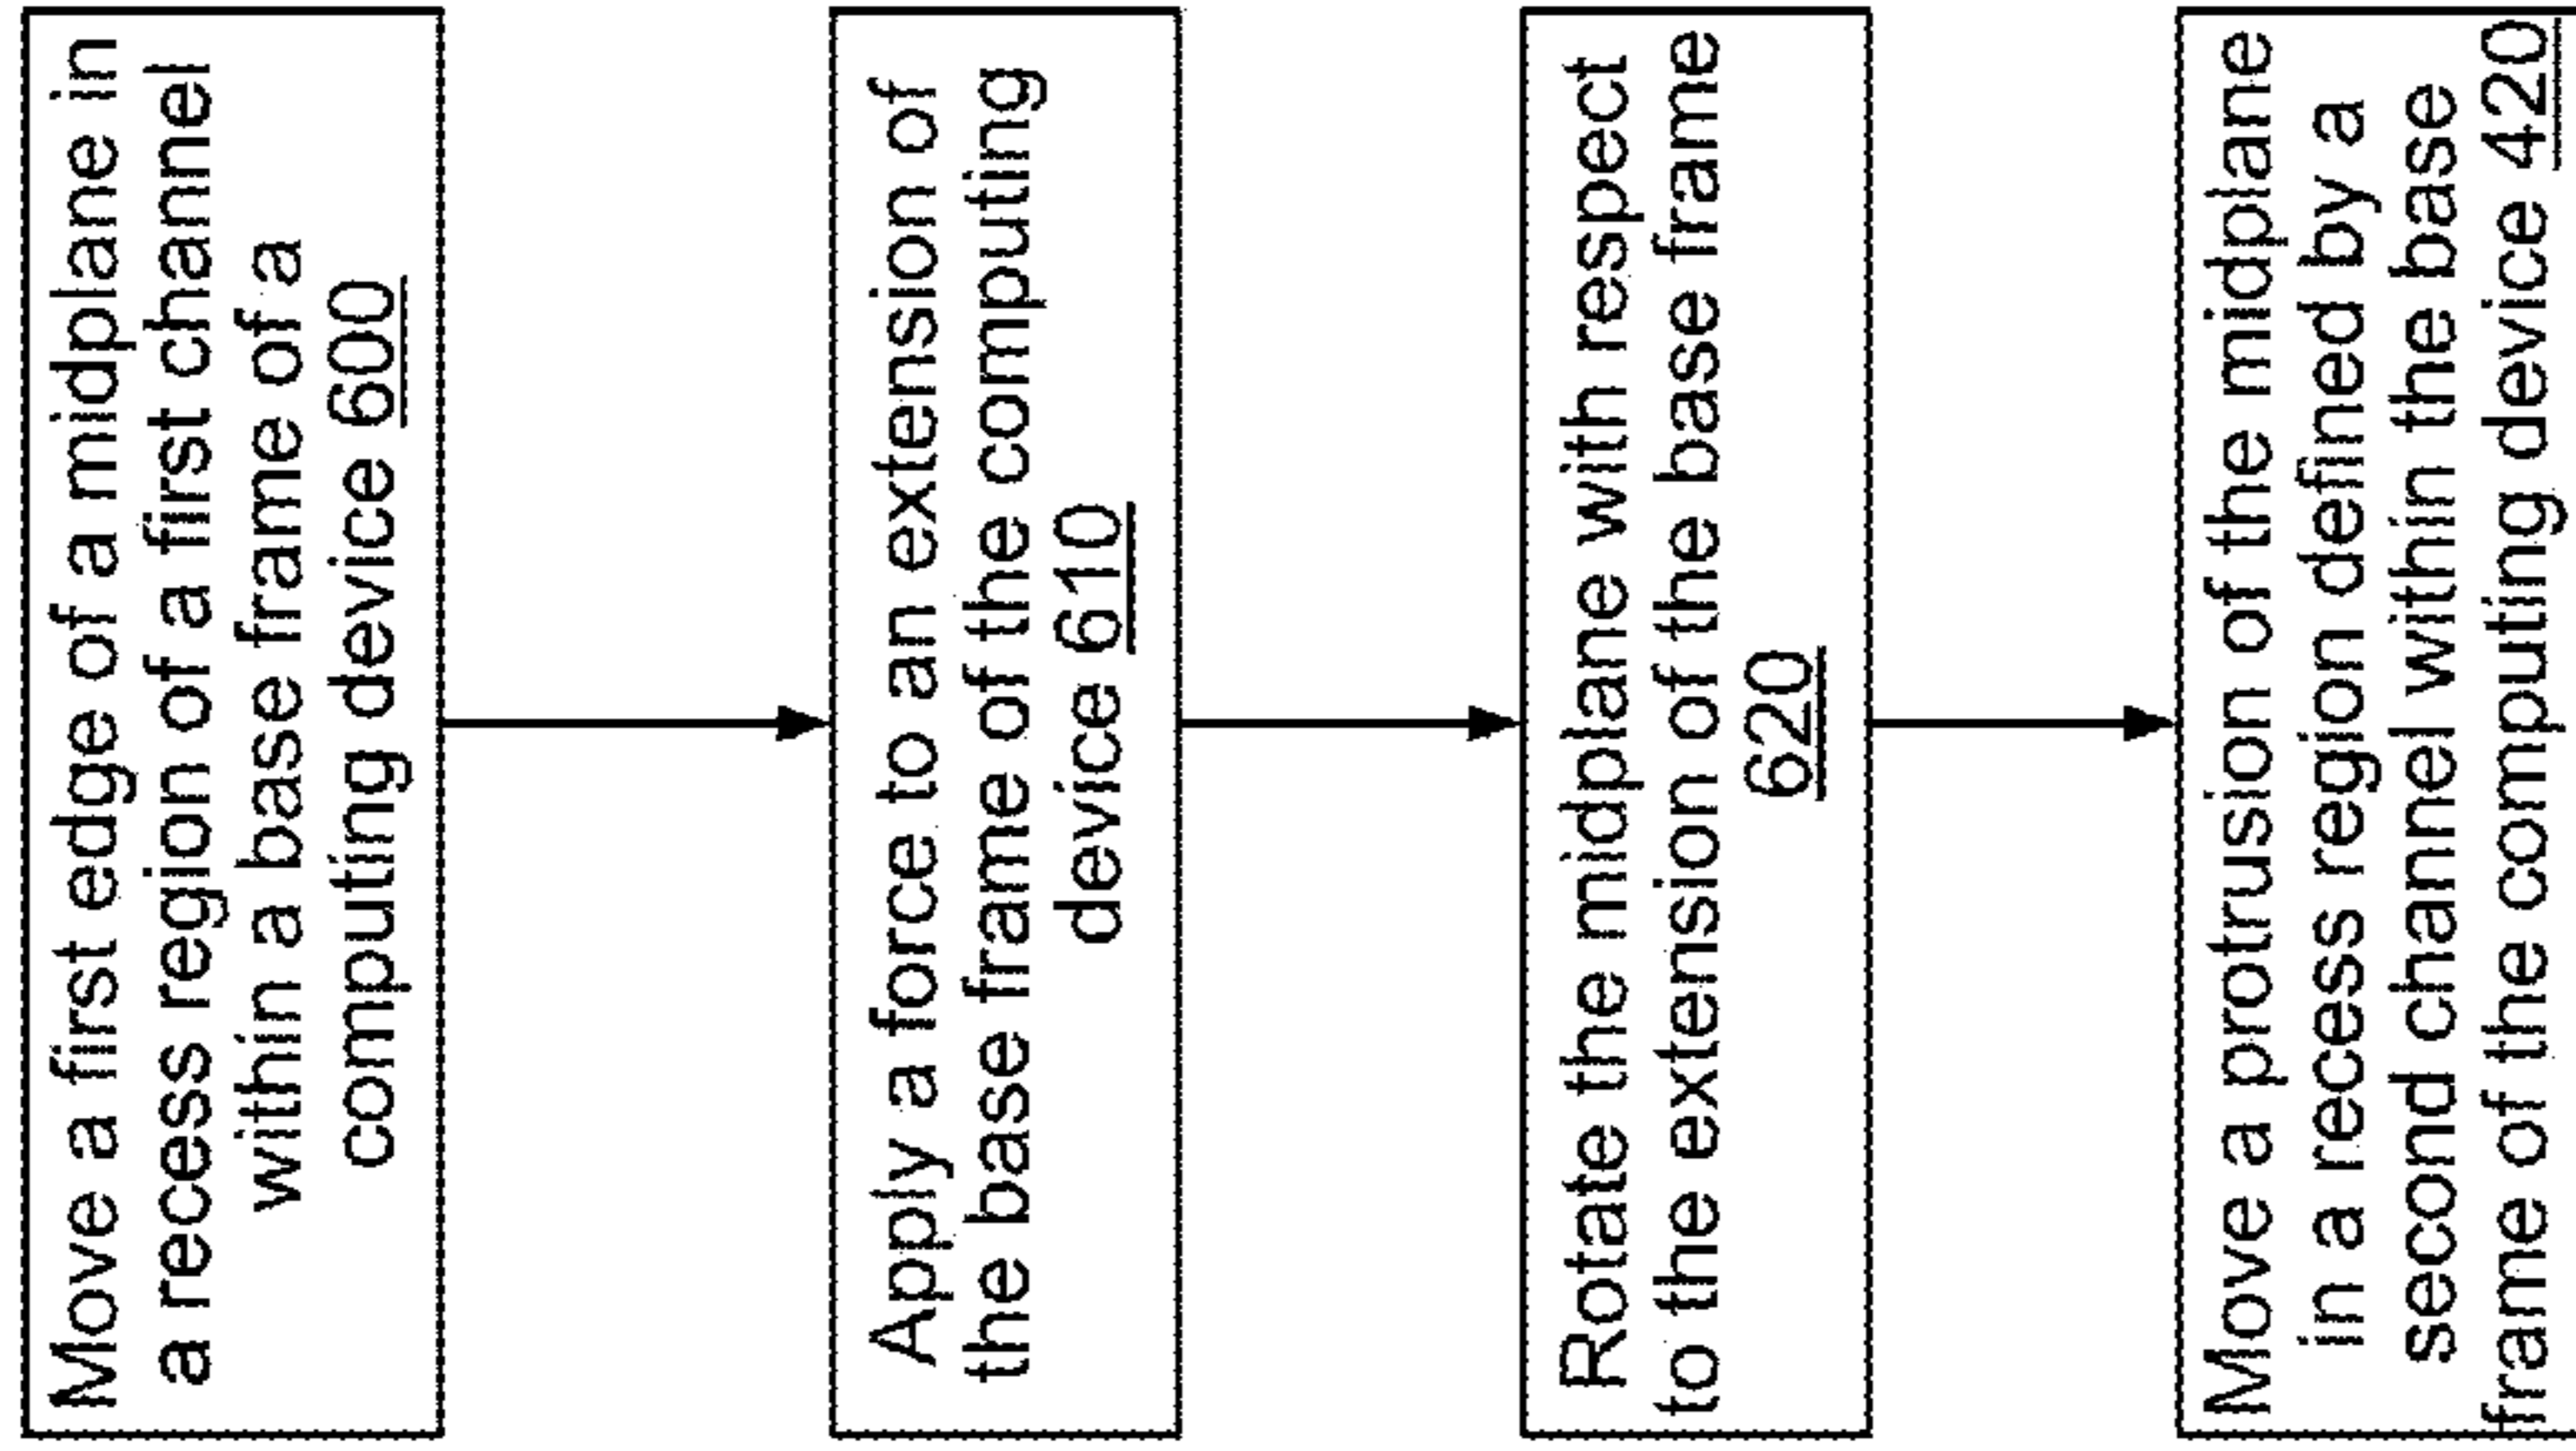 Move a first edge of a midplane in
a recess region of a first channel
within a base frame of a
computing device 600
Apply a force to an extension of
the base frame of the computing
device 610
Rotate the midplane with respect
to the extension of the base frame
620
Move a protrusion of the midplane
in a recess region defined by a
second channel within the base
frame of the computing device 420